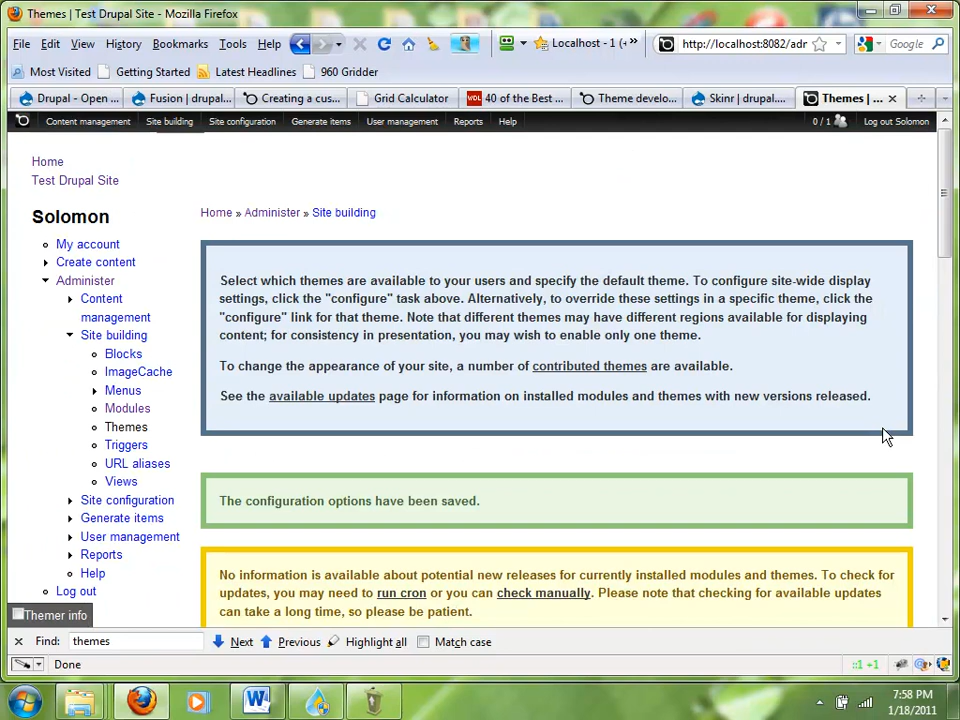 Themes | Test Drupal Site - Mozilla Firefox
File Edit View History Bookmarks Tools Help
Localhost - 1 (+ »
http://localhost:8082/adr
Google
Most Visited Getting Started Latest Headlines 960 Gridder
Drupal - Open ... Fusion | drupal... Creating a cus... Grid Calculator 40 of the Best ... Theme develo... Skinr | drupal.... Themes | ...
Content management Site building Site configuration Generate items User management Reports Help 0 / 1 Log out Solomon
Home
Test Drupal Site
Solomon
My account
Create content
Administer
Content management
Site building
Blocks
ImageCache
Menus
Modules
Themes
Triggers
URL aliases
Views
Site configuration
Generate items
User management
Reports
Help
Log out
Home » Administer » Site building
Select which themes are available to your users and specify the default theme. To configure site-wide display
settings, click the "configure" task above. Alternatively, to override these settings in a specific theme, click the
"configure" link for that theme. Note that different themes may have different regions available for displaying
content; for consistency in presentation, you may wish to enable only one theme.
To change the appearance of your site, a number of contributed themes are available.
See the available updates page for information on installed modules and themes with new versions released.
The configuration options have been saved.
No information is available about potential new releases for currently installed modules and themes. To check for
updates, you may need to run cron or you can check manually. Please note that checking for available updates
can take a long time, so please be patient.
Themer info
Find: themes Next Previous Highlight all Match case
Done
::1 +1
7:58 PM
1/18/2011